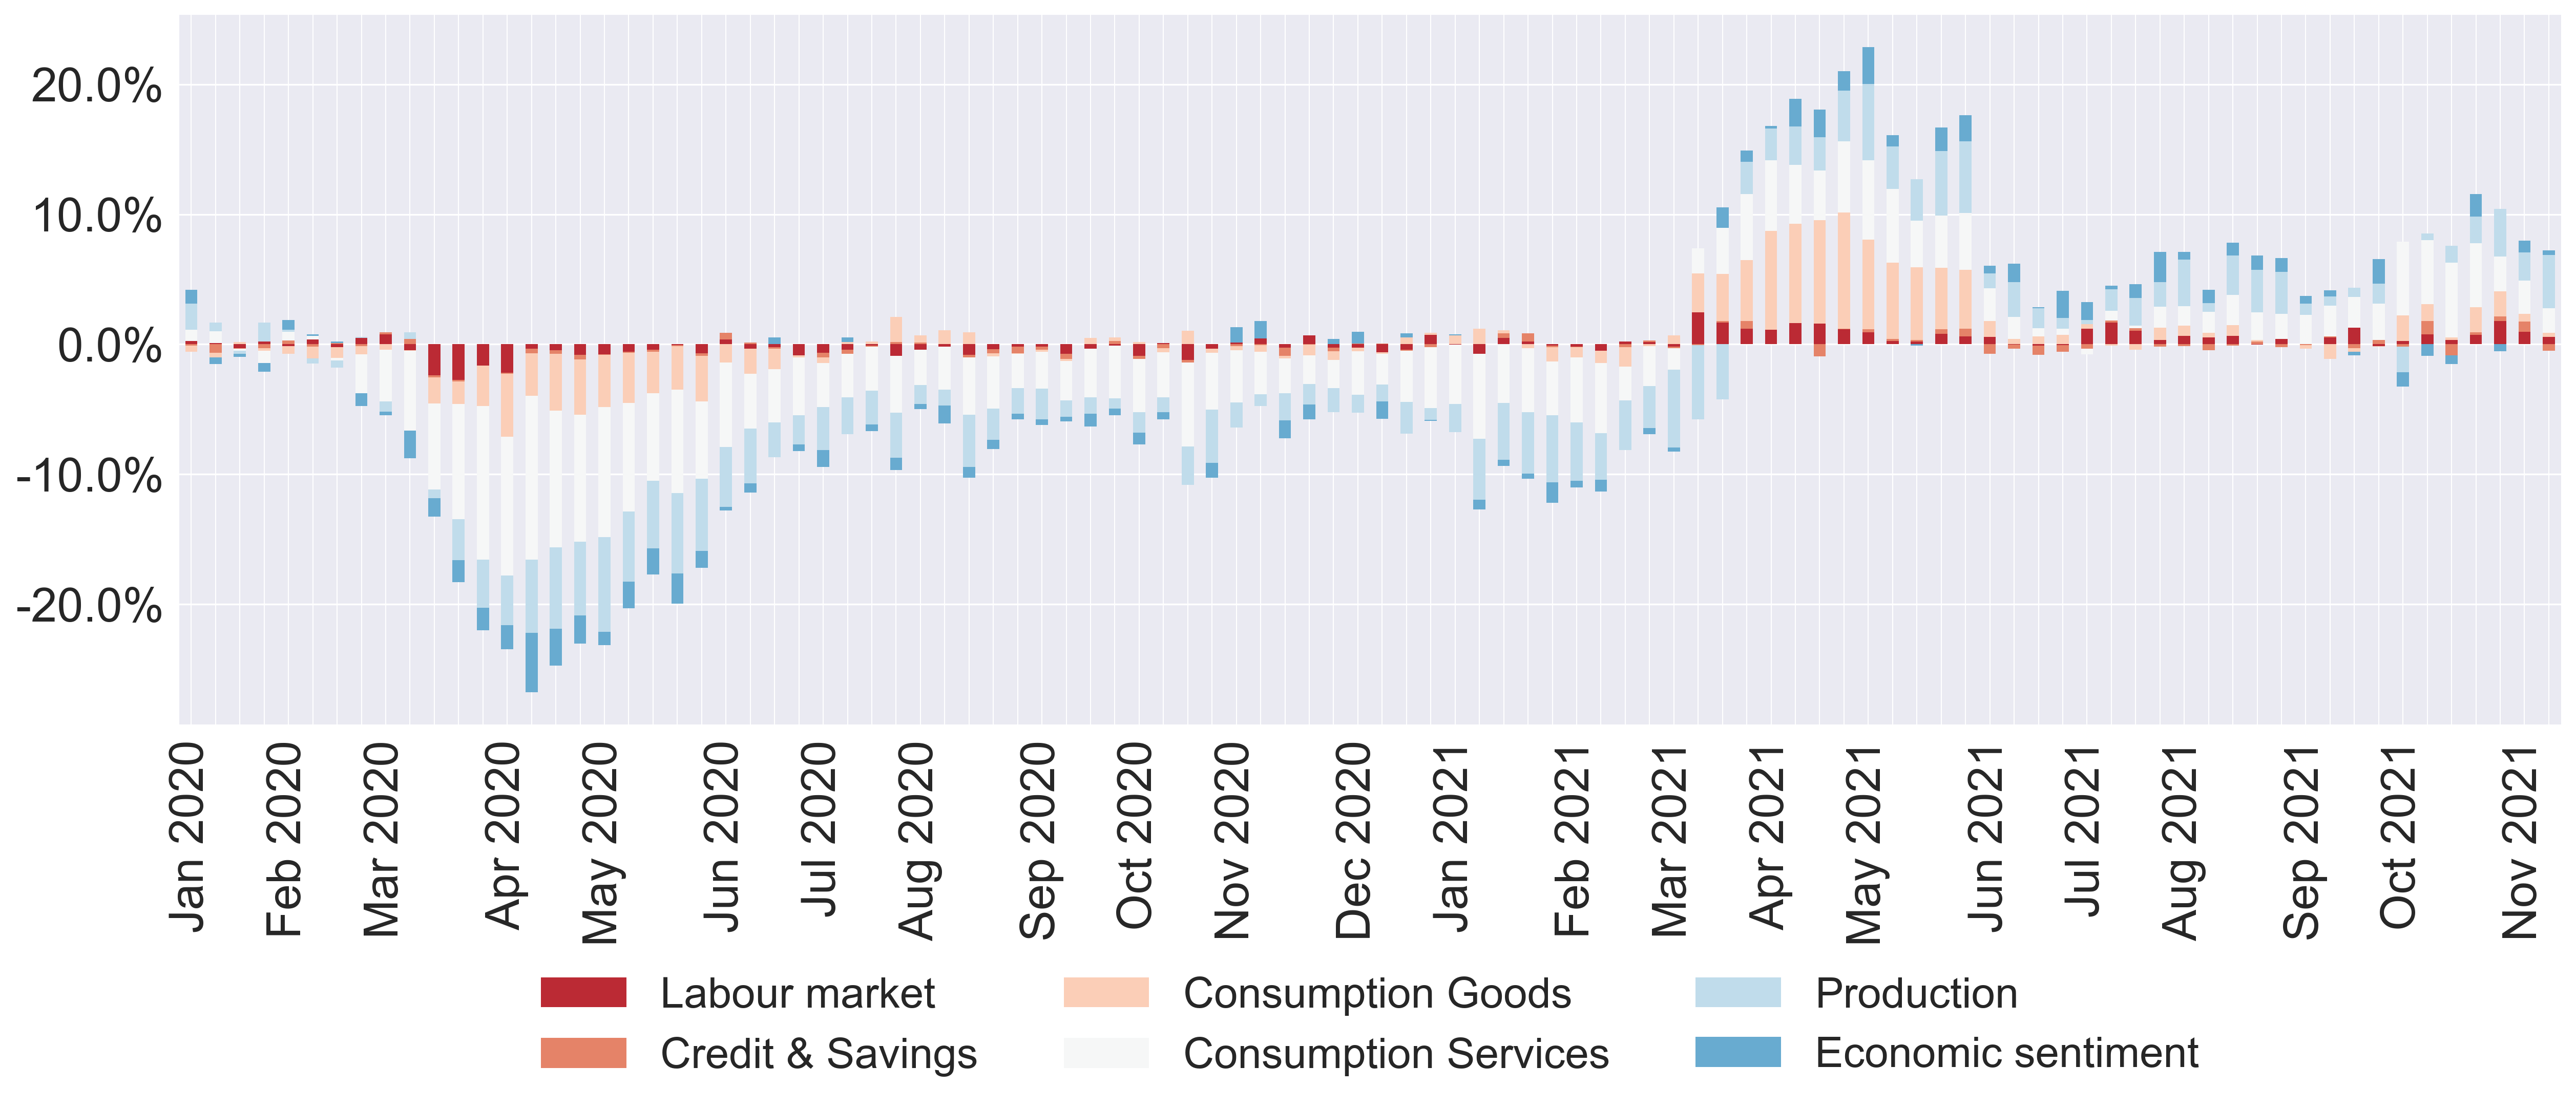 20.0%
10.0%
0.0%
-10.0%
-20.0%
Jan 2020
Feb 2020
Mar 2020
Apr 2020
May 2020
Jun 2020
Jul 2020
Aug 2020
Sep 2020
Oct 2020
Nov 2020
Dec 2020
Jan 2021
Feb 2021
Mar 2021
Apr 2021
May 2021
Jun 2021
Jul 2021
Aug 2021
Sep 2021
Oct 2021
Nov 2021
Labour market
Consumption Goods
Production
Credit & Savings
Consumption Services
Economic sentiment